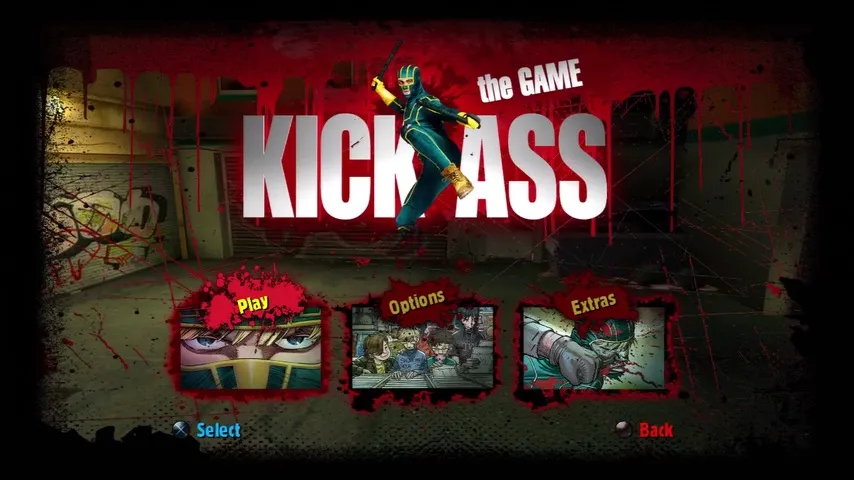 the GAME
KICK ASS
Play
Options
Extras
Select
Back